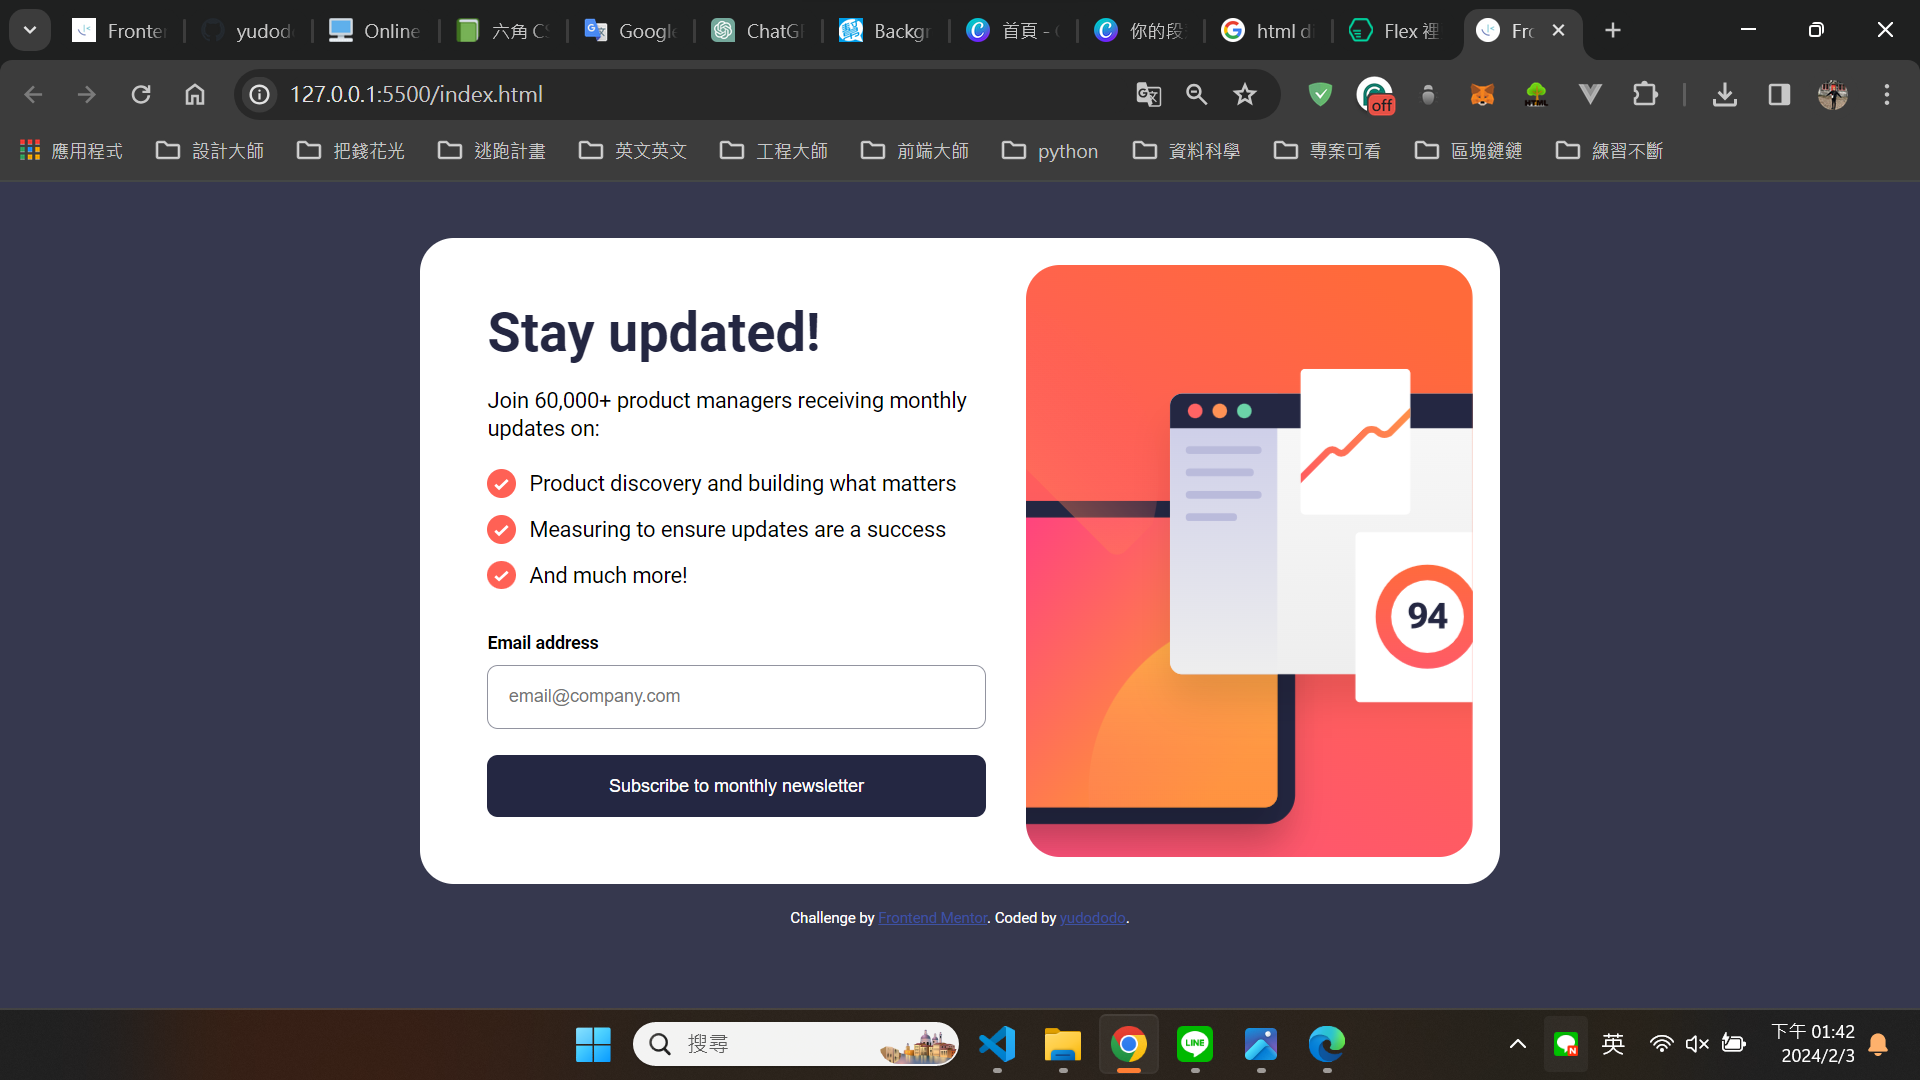 Fronte
yudod
Online
六角 CS
Google
ChatGP
Backgr
首頁 -
你的段
html d
Flex 裡
Fro
127.0.0.1:5500/index.html
off
HTML
應用程式
設計大師
把錢花光
逃跑計畫
英文英文
工程大師
前端大師
python
資料科學
專案可看
區塊鏈鏈
練習不斷
Stay updated!
Join 60,000+ product managers receiving monthly
updates on:
Product discovery and building what matters
Measuring to ensure updates are a success
And much more!
Email address
email@company.com
Subscribe to monthly newsletter
94
Challenge by Frontend Mentor. Coded by yudododo.
搜尋
LINE
英
下午 01:42
2024/2/3